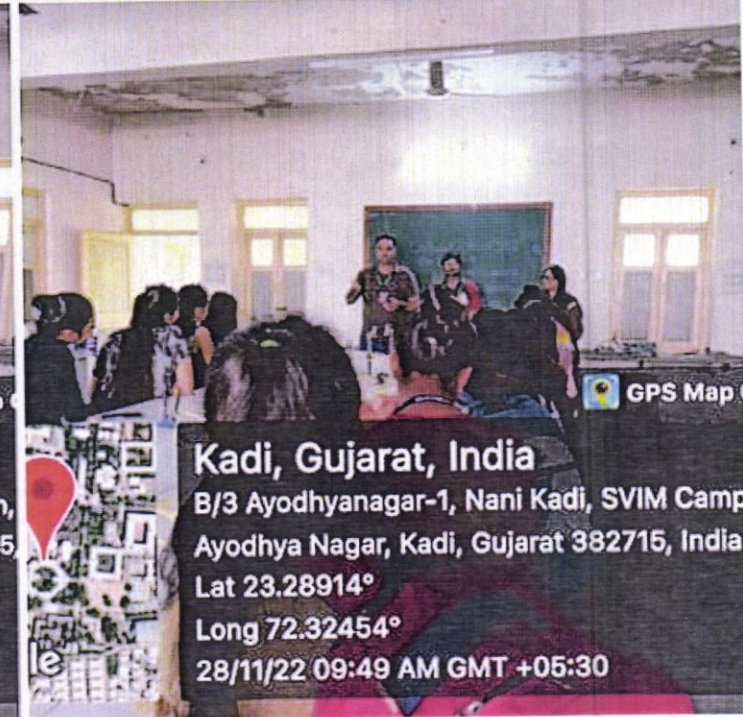 GPS Map
Kadi, Gujarat, India
B/3 Ayodhyanagar-1, Nani Kadi, SVIM Camp
Ayodhya Nagar, Kadi, Gujarat 382715, India
Lat 23.28914°
Long 72.32454°
28/11/22 09:49 AM GMT +05:30
le